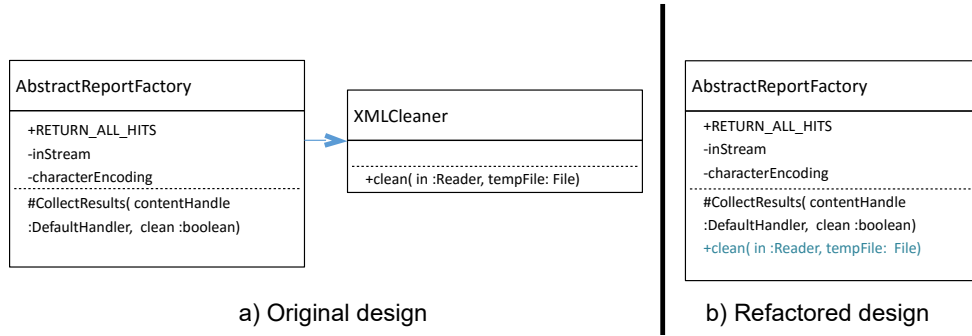 AbstractReportFactory
+RETURN_ALL_HITS
-inStream
-characterEncoding
#CollectResults( contentHandle
:DefaultHandler,  clean :boolean)
XMLCleaner
+clean( in :Reader, tempFile: File)
a) Original design
AbstractReportFactory
+RETURN_ALL_HITS
-inStream
-characterEncoding
#CollectResults( contentHandle
:DefaultHandler,  clean :boolean)
+clean( in :Reader, tempFile:  File)
b) Refactored design